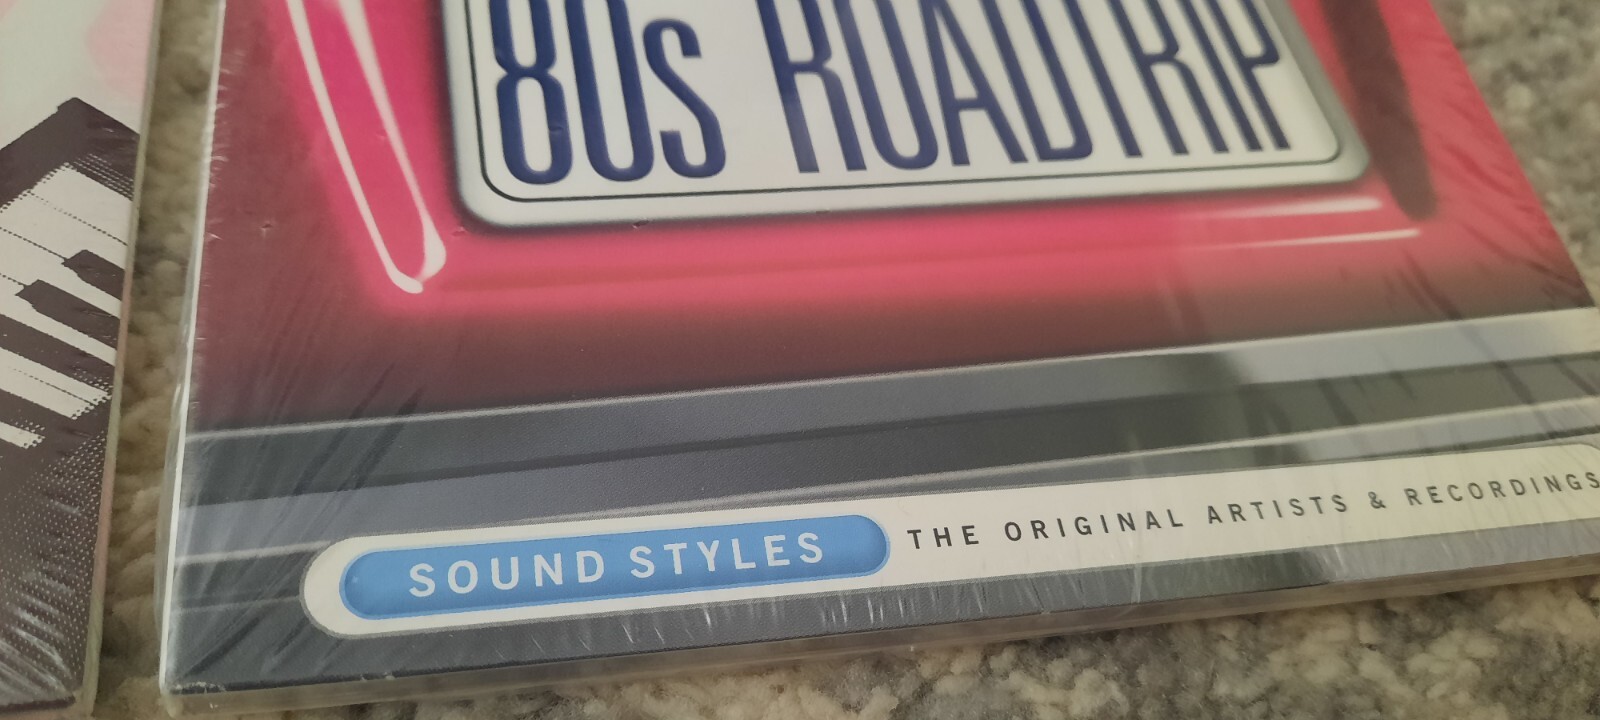 80s ROADTRIP
SOUND STYLES THE ORIGINAL ARTISTS & RECORDINGS